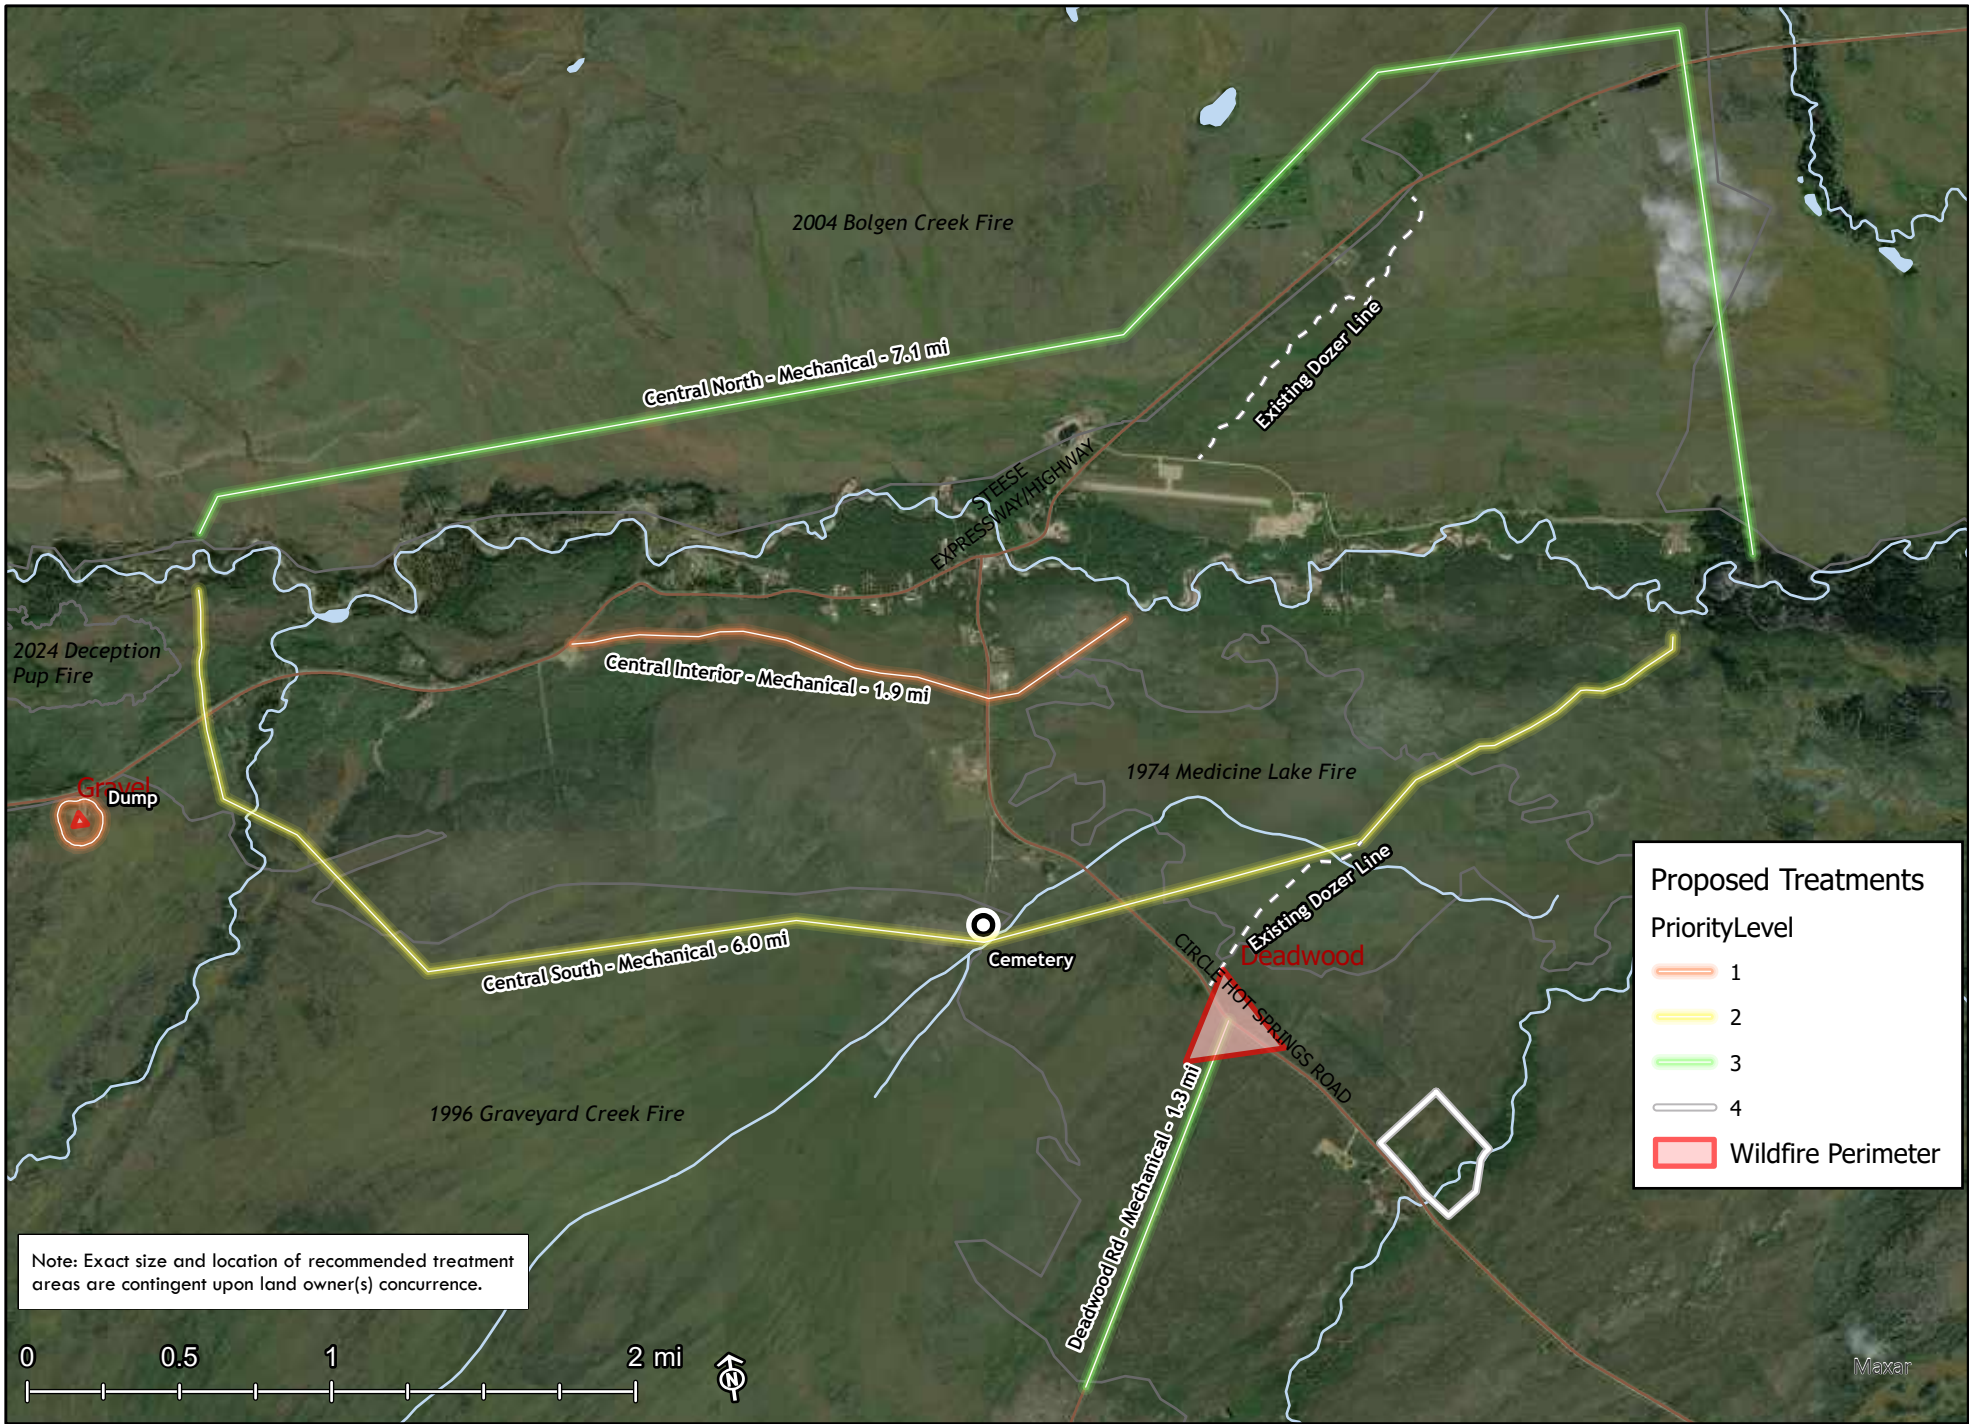 2004 Bolgen Creek Fire
Central North - Mechanical - 7.1 mi
Existing Dozer Line
STEESE
EXPRESSWAY/HIGHWAY
2024 Deception
Pup Fire
Central Interior - Mechanical - 1.9 mi
1974 Medicine Lake Fire
Gravel
Dump
Existing Dozer Line
Central South - Mechanical - 6.0 mi
Cemetery
Deadwood
CIRCLE HOT SPRINGS ROAD
1996 Graveyard Creek Fire
Deadwood Rd - Mechanical - 1.3 mi
Proposed Treatments
PriorityLevel
1
2
3
4
Wildfire Perimeter
Note: Exact size and location of recommended treatment
areas are contingent upon land owner(s) concurrence.
0 0.5 1 2 mi
N
Maxar